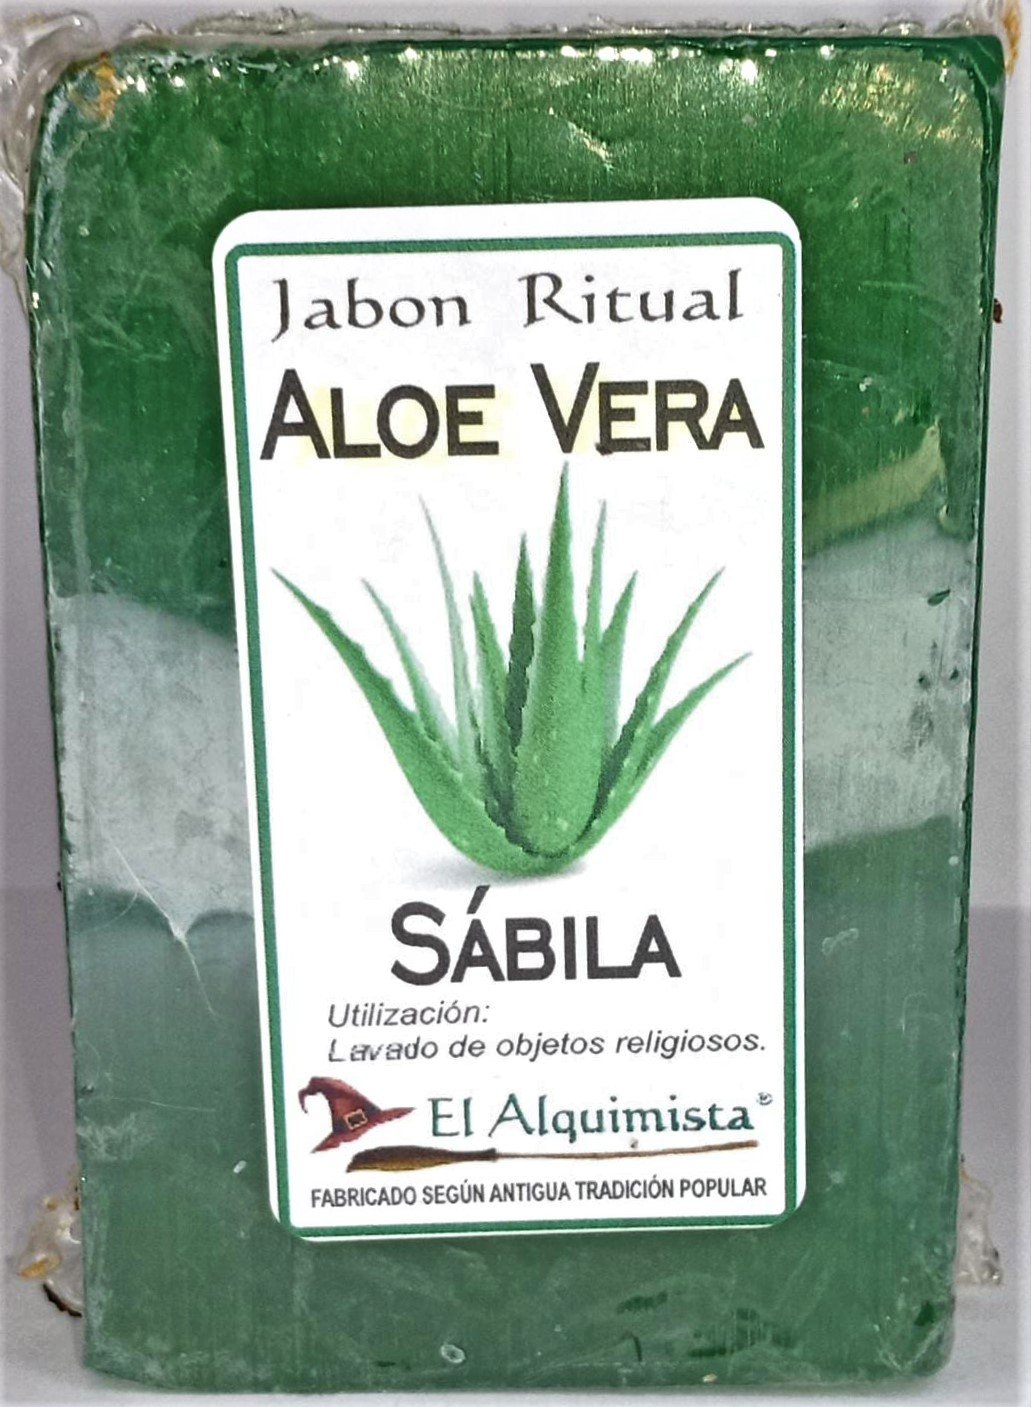 Jabon Ritual
ALOE VERA
SÁBILA
Utilización:
Lavado de objetos religiosos.
El Alquimista®
FABRICADO SEGÚN ANTIGUA TRADICIÓN POPULAR